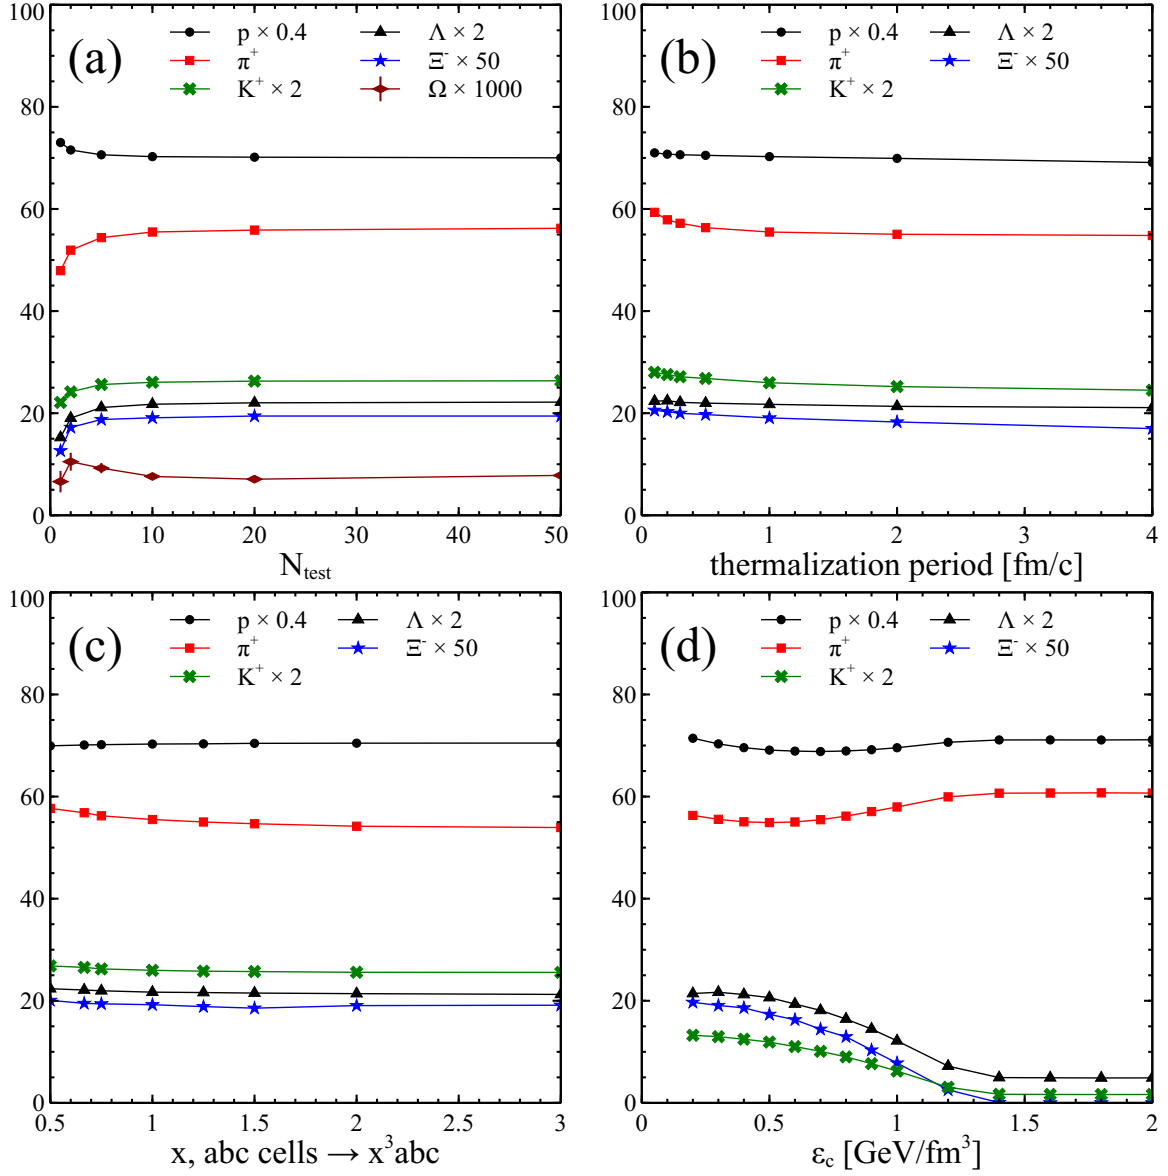 (a)
p × 0.4
π⁺
K⁺ × 2
Λ × 2
Ξ⁻ × 50
Ω × 1000
100
80
60
40
20
0
0 10 20 30 40 50
N_test
(b)
p × 0.4
π⁺
K⁺ × 2
Λ × 2
Ξ⁻ × 50
100
80
60
40
20
0
0 1 2 3 4
thermalization period [fm/c]
(c)
p × 0.4
π⁺
K⁺ × 2
Λ × 2
Ξ⁻ × 50
100
80
60
40
20
0
0.5 1 1.5 2 2.5 3
x, abc cells → x³abc
(d)
p × 0.4
π⁺
K⁺ × 2
Λ × 2
Ξ⁻ × 50
100
80
60
40
20
0
0 0.5 1 1.5 2
ε_c [GeV/fm³]